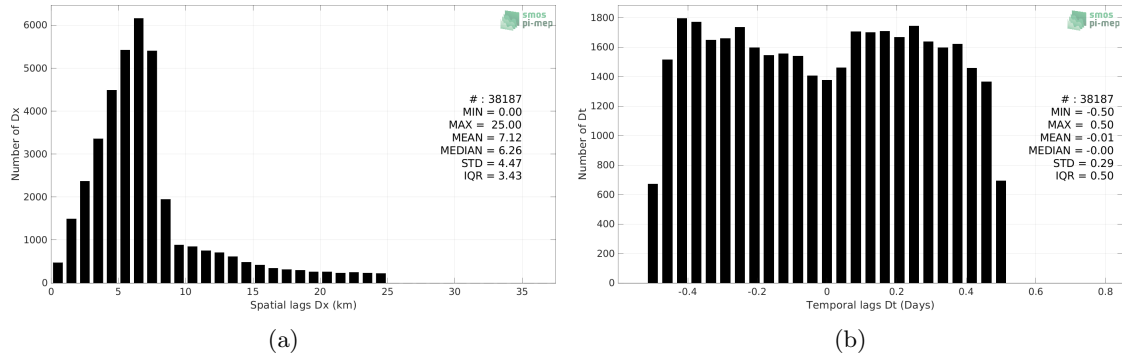 6000
5000
4000
3000
2000
1000
0
Number of Dx
smos
pi-mep
# : 38187
MIN = 0.00
MAX = 25.00
MEAN = 7.12
MEDIAN = 6.26
STD = 4.47
IQR = 3.43
0 5 10 15 20 25 30 35
Spatial lags Dx (km)
(a)
1800
1600
1400
1200
1000
800
600
400
200
0
Number of Dt
smos
pi-mep
# : 38187
MIN = -0.50
MAX = 0.50
MEAN = -0.01
MEDIAN = -0.00
STD = 0.29
IQR = 0.50
-0.4 -0.2 0 0.2 0.4 0.6 0.8
Temporal lags Dt (Days)
(b)